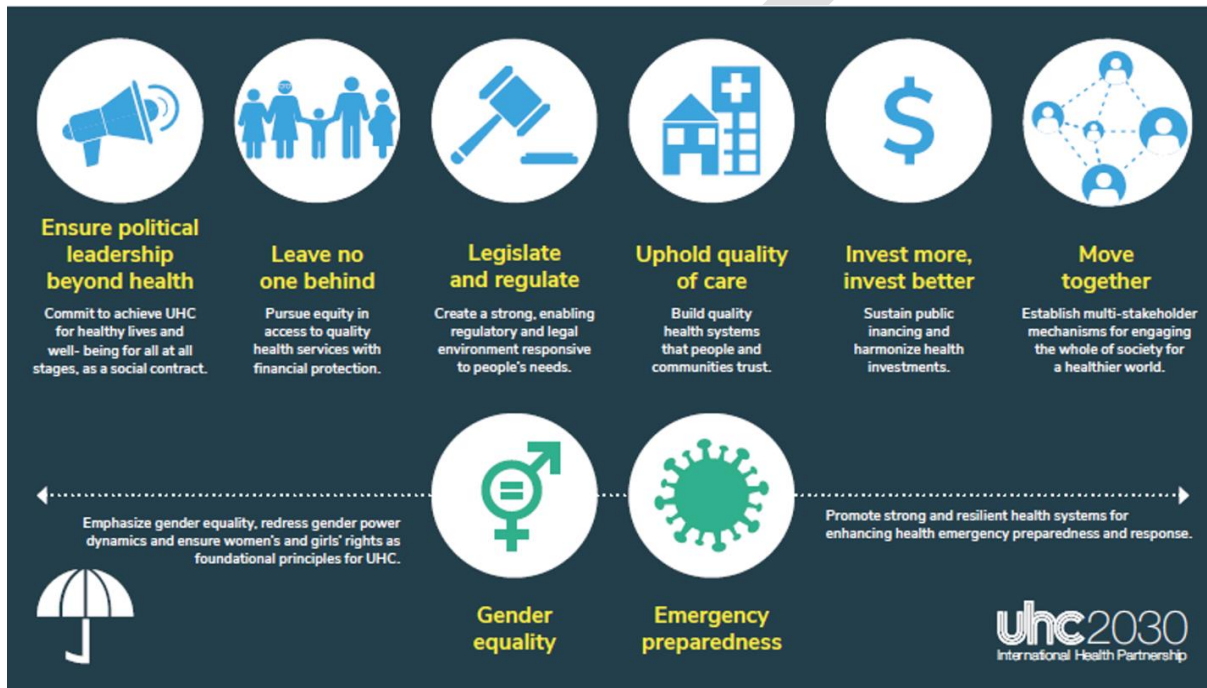 Ensure political
leadership
beyond health
Commit to achieve UHC
for healthy lives and
well- being for all at all
stages, as a social contract.
Leave no
one behind
Pursue equity in
access to quality
health services with
financial protection.
Legislate
and regulate
Create a strong, enabling
regulatory and legal
environment responsive
to people's needs.
Uphold quality
of care
Build quality
health systems
that people and
communities trust.
Invest more,
invest better
Sustain public
inancing and
harmonize health
investments.
Move
together
Establish multi-stakeholder
mechanisms for engaging
the whole of society for
a healthier world.
Emphasize gender equality, redress gender power
dynamics and ensure women's and girls' rights as
foundational principles for UHC.
Gender
equality
Emergency
preparedness
Promote strong and resilient health systems for
enhancing health emergency preparedness and response.
uhc2030
International Health Partnership